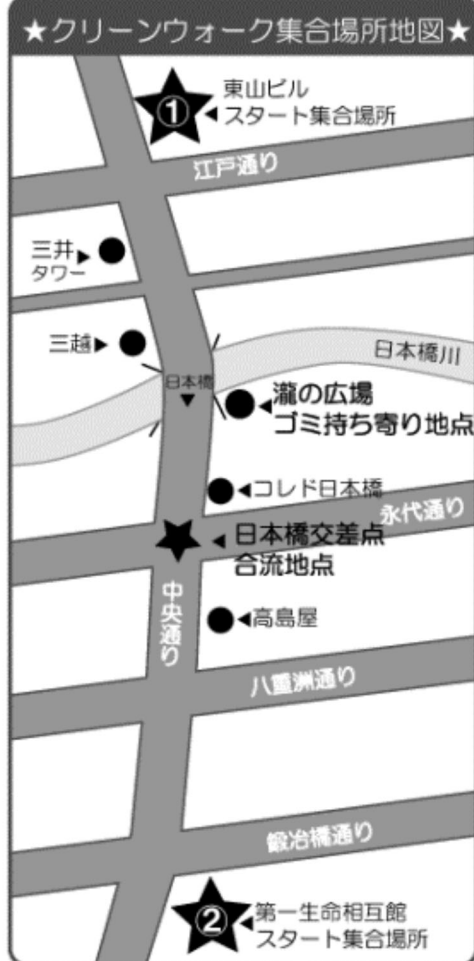 ★クリーンウォーク集合場所地図★
①
東山ビル
◀スタート集合場所
江戸通り
三井▶
タワー
三越▶
日本橋川
日本橋
▼
瀧の広場
◀ゴミ持ち寄り地点
◀コレド日本橋
永代通り
◀日本橋交差点
合流地点
中央通り
◀高島屋
八重洲通り
鍛冶橋通り
②
◀第一生命相互館
スタート集合場所